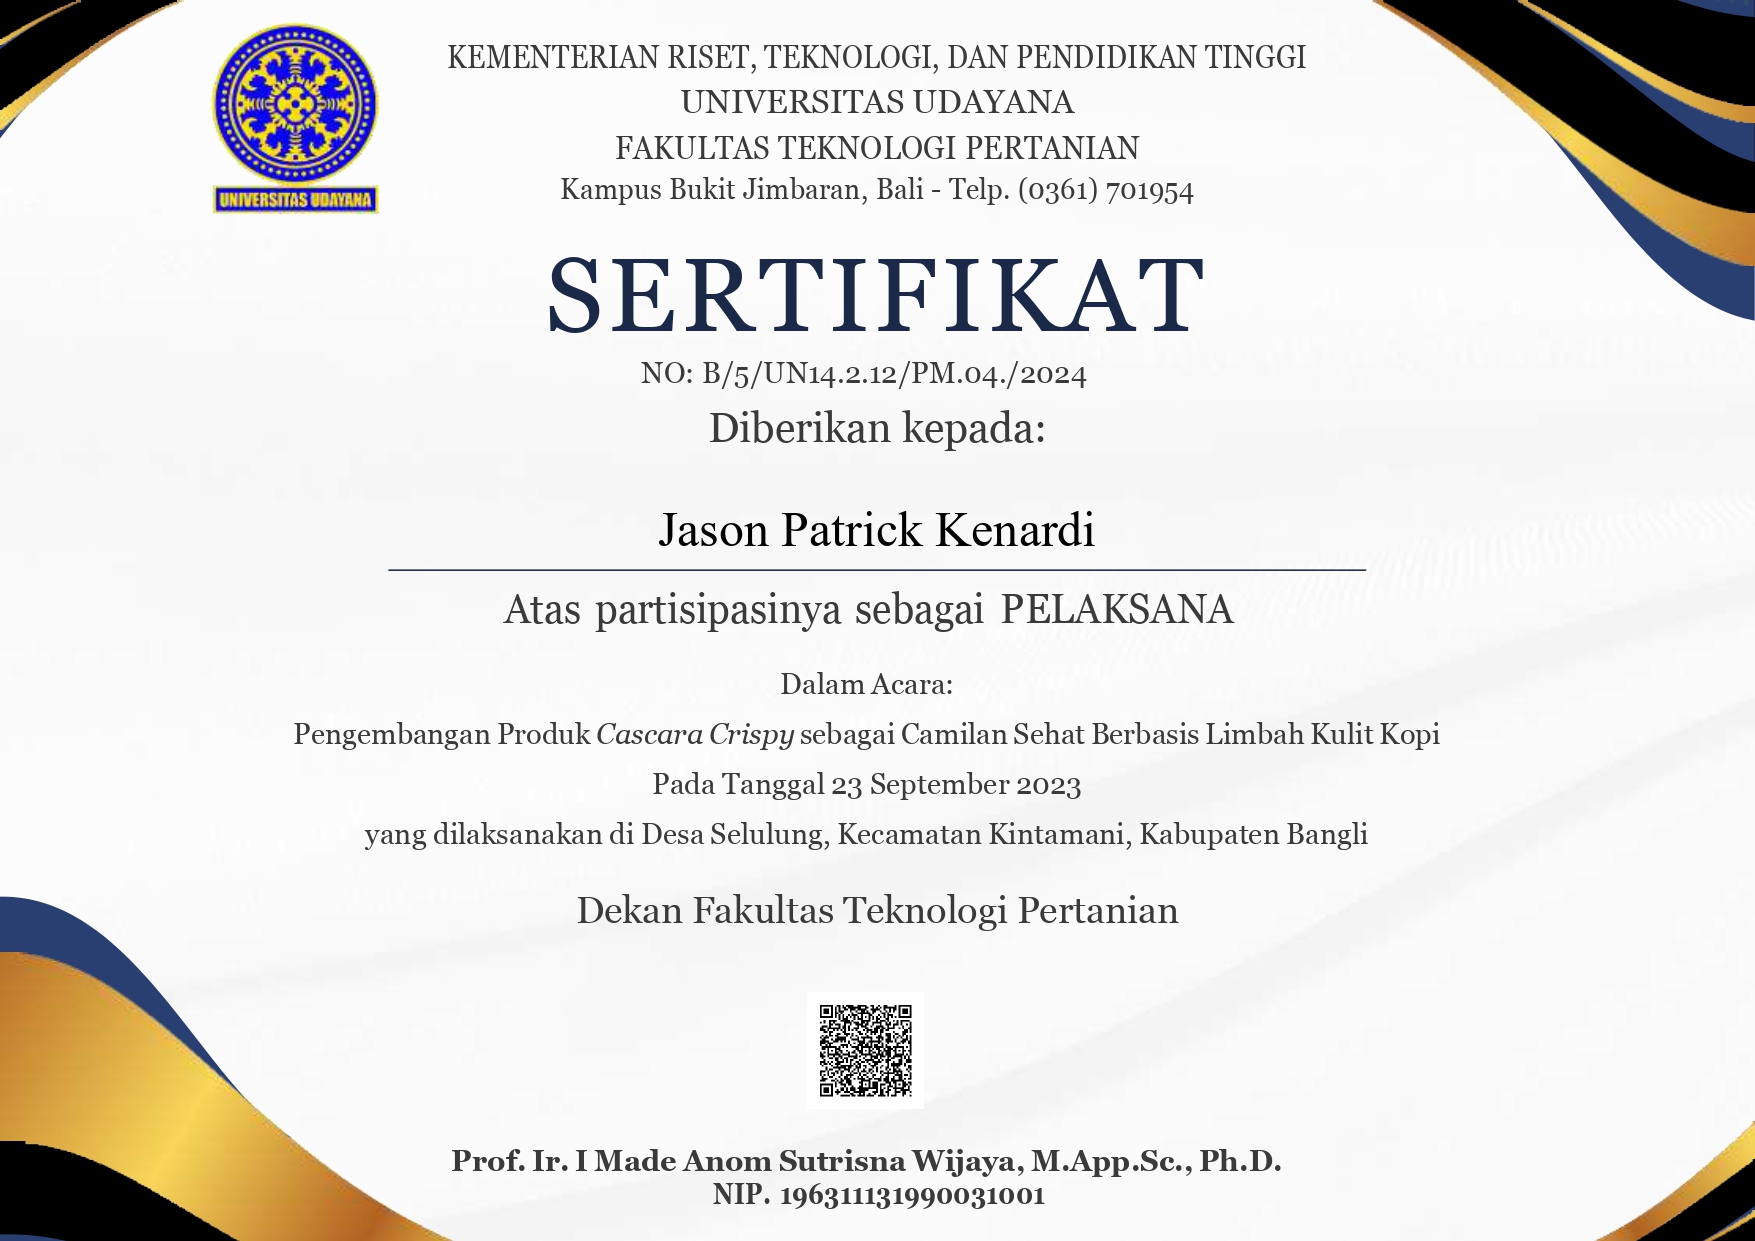 UNIVERSITAS UDAYANA
KEMENTERIAN RISET, TEKNOLOGI, DAN PENDIDIKAN TINGGI
UNIVERSITAS UDAYANA
FAKULTAS TEKNOLOGI PERTANIAN
Kampus Bukit Jimbaran, Bali - Telp. (0361) 701954
SERTIFIKAT
NO: B/5/UN14.2.12/PM.04./2024
Diberikan kepada:
Jason Patrick Kenardi
Atas partisipasinya sebagai PELAKSANA
Dalam Acara:
Pengembangan Produk Cascara Crispy sebagai Camilan Sehat Berbasis Limbah Kulit Kopi
Pada Tanggal 23 September 2023
yang dilaksanakan di Desa Selulung, Kecamatan Kintamani, Kabupaten Bangli
Dekan Fakultas Teknologi Pertanian
Prof. Ir. I Made Anom Sutrisna Wijaya, M.App.Sc., Ph.D.
NIP. 196311131990031001